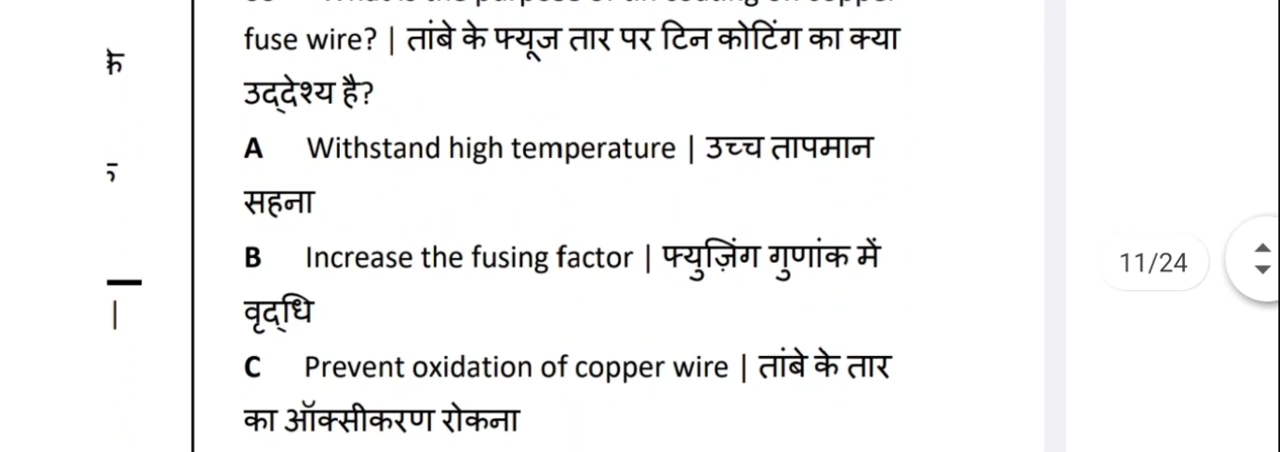 fuse wire? | तांबे के फ्यूज तार पर टिन कोटिंग का क्या
उद्देश्य है?
A Withstand high temperature | उच्च तापमान
सहना
B Increase the fusing factor | फ्युज़िंग गुणांक में
वृद्धि
C Prevent oxidation of copper wire | तांबे के तार
का ऑक्सीकरण रोकना
11/24